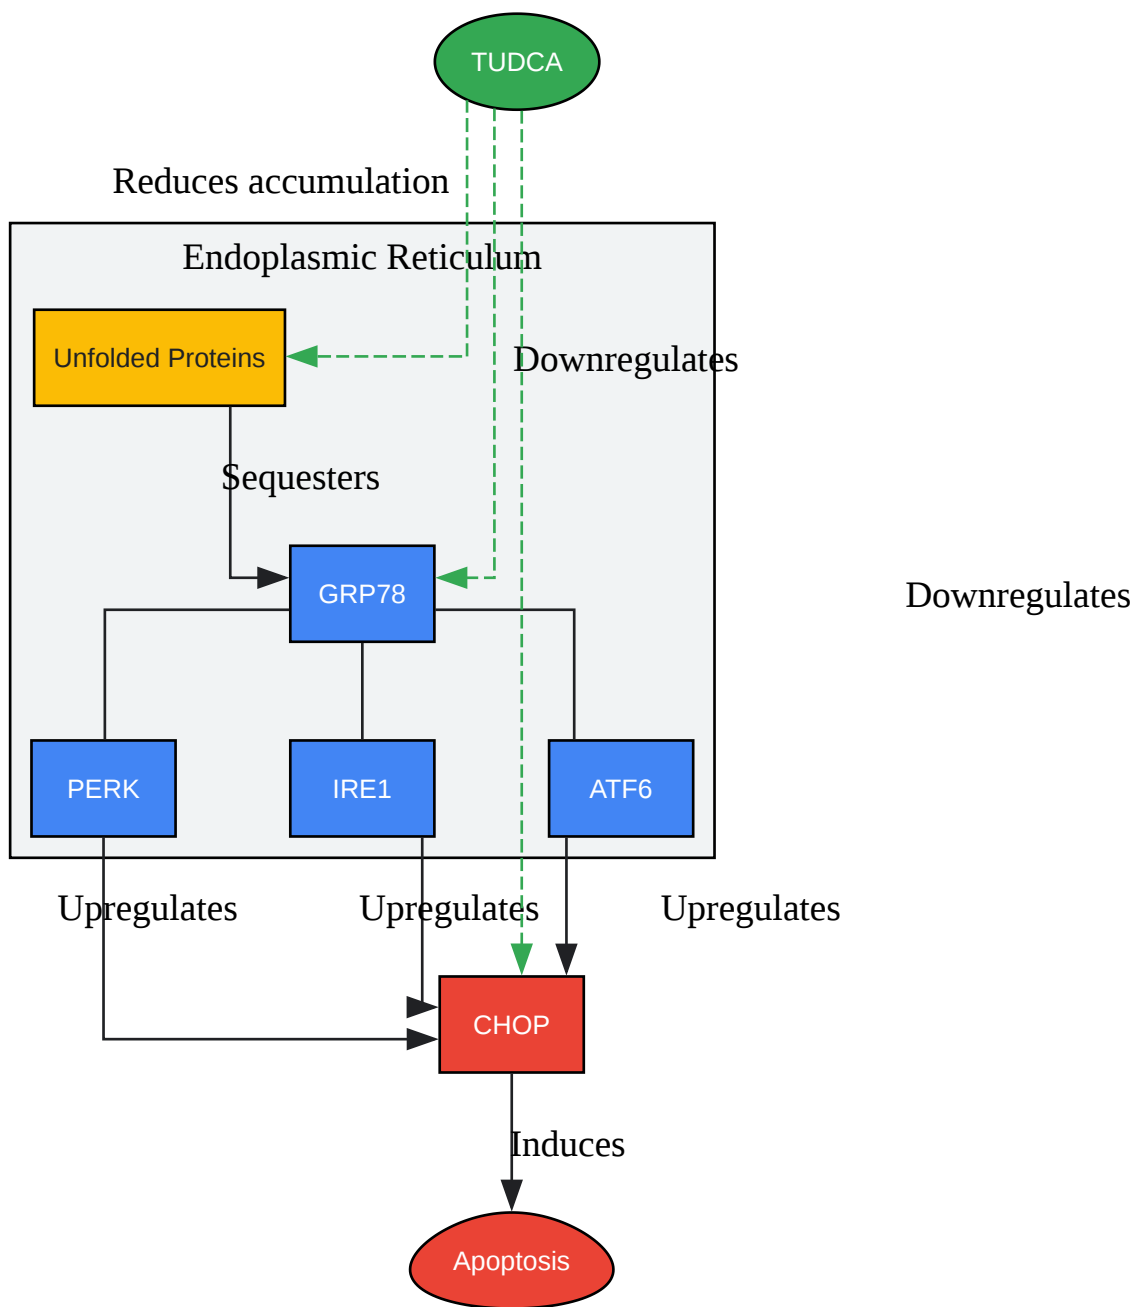 TUDCA
Reduces accumulation
Endoplasmic Reticulum
Unfolded Proteins
Downregulates
Sequesters
GRP78
Downregulates
PERK
IRE1
ATF6
Upregulates
Upregulates
Upregulates
CHOP
Induces
Apoptosis